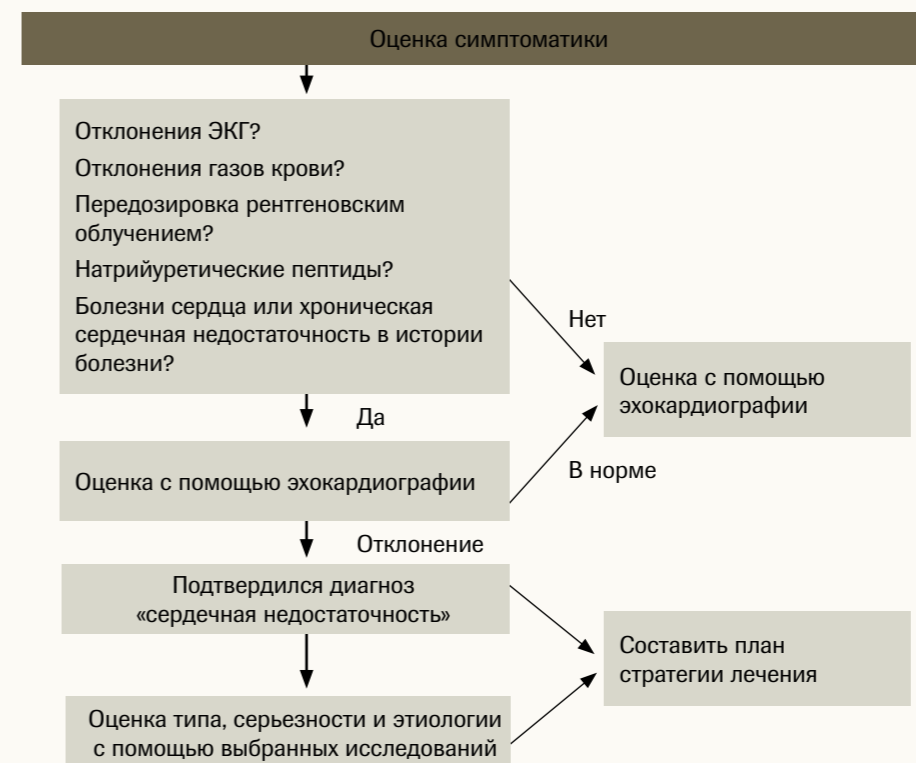 Оценка симптоматики
Отклонения ЭКГ?
Отклонения газов крови?
Передозировка рентгеновским
облучением?
Натрийуретические пептиды?
Болезни сердца или хроническая
сердечная недостаточность в истории
болезни?
Нет
Оценка с помощью
эхокардиографии
Да
Оценка с помощью эхокардиографии
В норме
Отклонение
Подтвердился диагноз
«сердечная недостаточность»
Составить план
стратегии лечения
Оценка типа, серьезности и этиологии
с помощью выбранных исследований